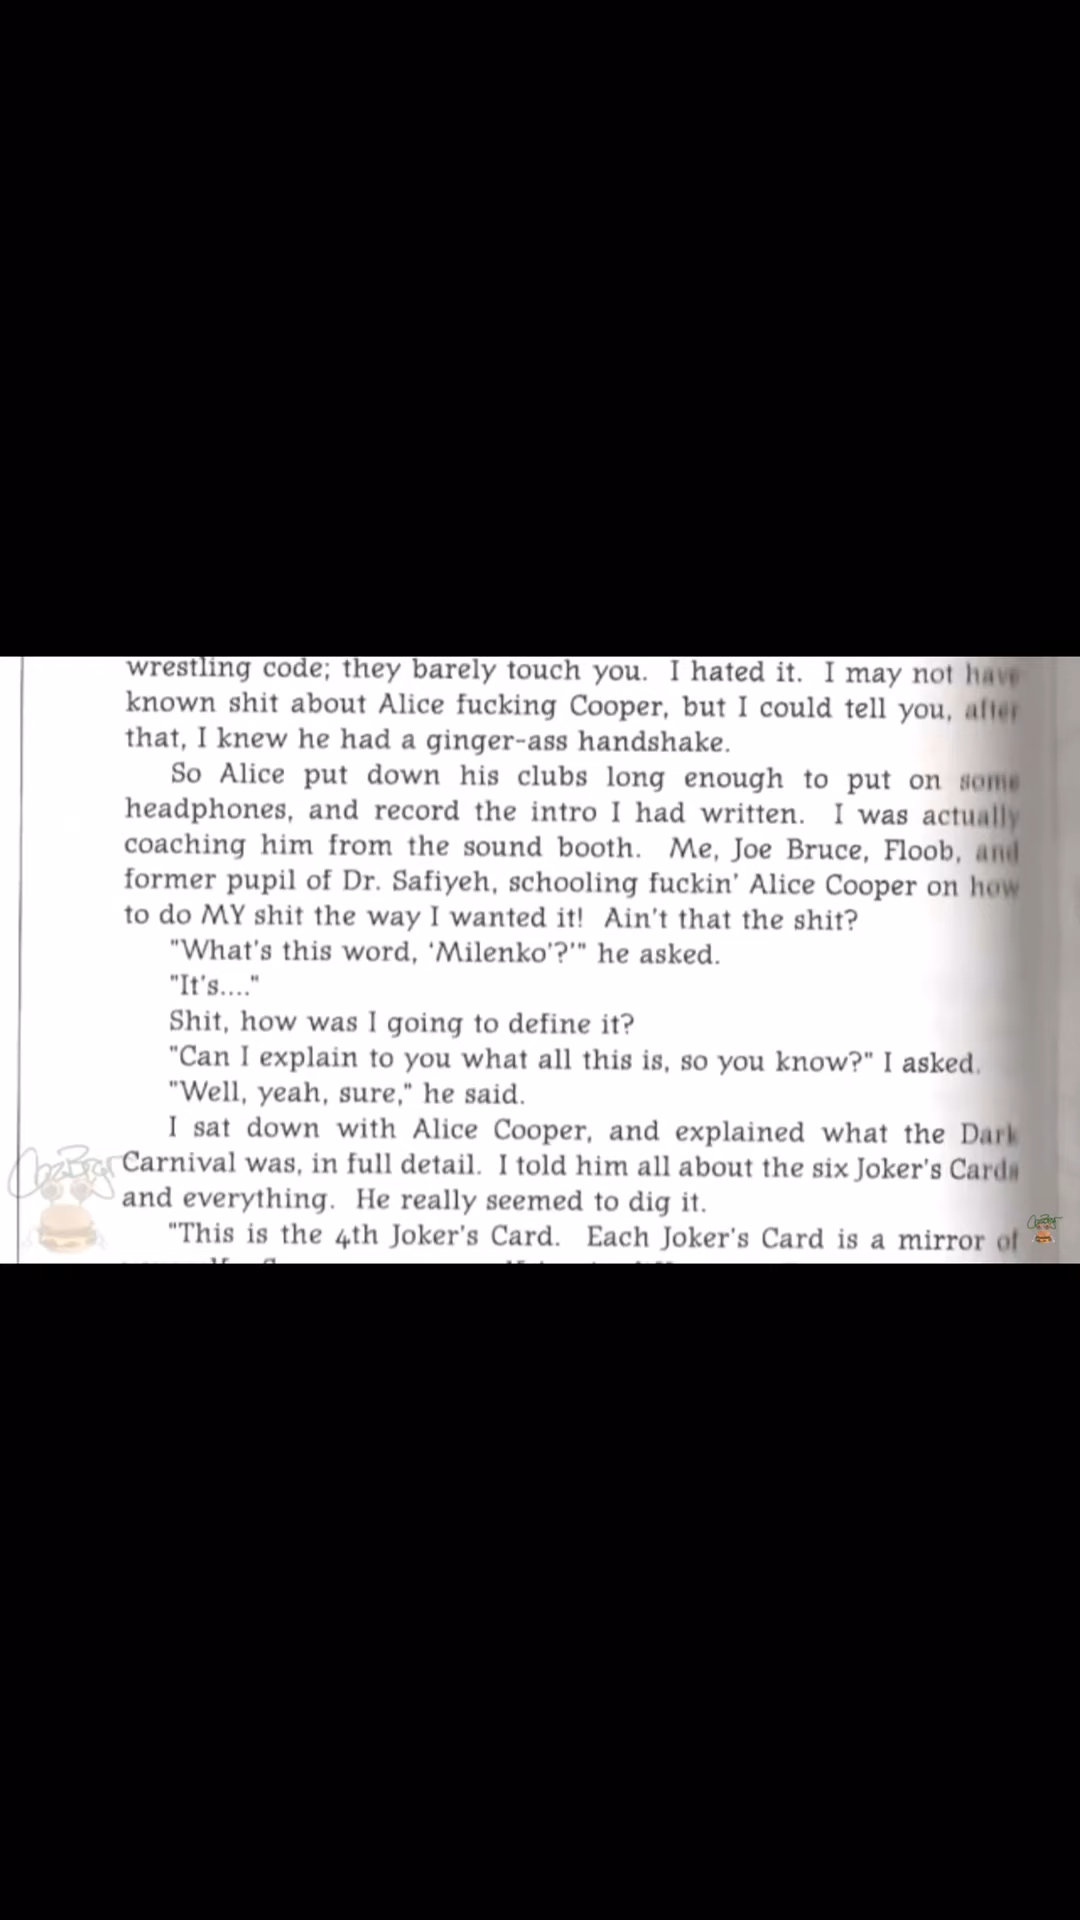 wrestling code; they barely touch you. I hated it. I may not have
known shit about Alice fucking Cooper, but I could tell you, after
that, I knew he had a ginger-ass handshake.
So Alice put down his clubs long enough to put on some
headphones, and record the intro I had written. I was actually
coaching him from the sound booth. Me, Joe Bruce, Floob, and
former pupil of Dr. Safiyeh, schooling fuckin' Alice Cooper on how
to do MY shit the way I wanted it! Ain't that the shit?
"What's this word, 'Milenko'?'" he asked.
"It's...."
Shit, how was I going to define it?
"Can I explain to you what all this is, so you know?" I asked.
"Well, yeah, sure," he said.
I sat down with Alice Cooper, and explained what the Dark
Carnival was, in full detail. I told him all about the six Joker's Cards
and everything. He really seemed to dig it.
"This is the 4th Joker's Card. Each Joker's Card is a mirror of